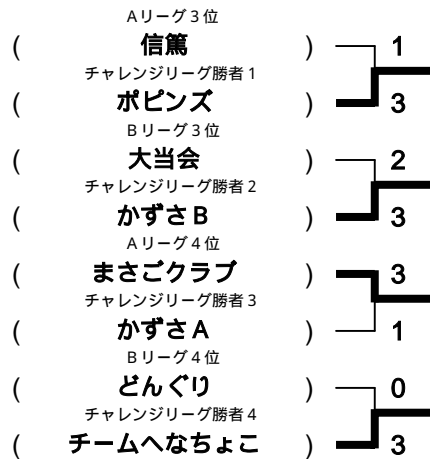 Aリーグ3位
( 信篤 ) 1
チャレンジリーグ勝者1
( ポピンズ ) 3
Bリーグ3位
( 大当会 ) 2
チャレンジリーグ勝者2
( かずさB ) 3
Aリーグ4位
( まさごクラブ ) 3
チャレンジリーグ勝者3
( かずさA ) 1
Bリーグ4位
( どんぐり ) 0
チャレンジリーグ勝者4
( チームへなちょこ ) 3